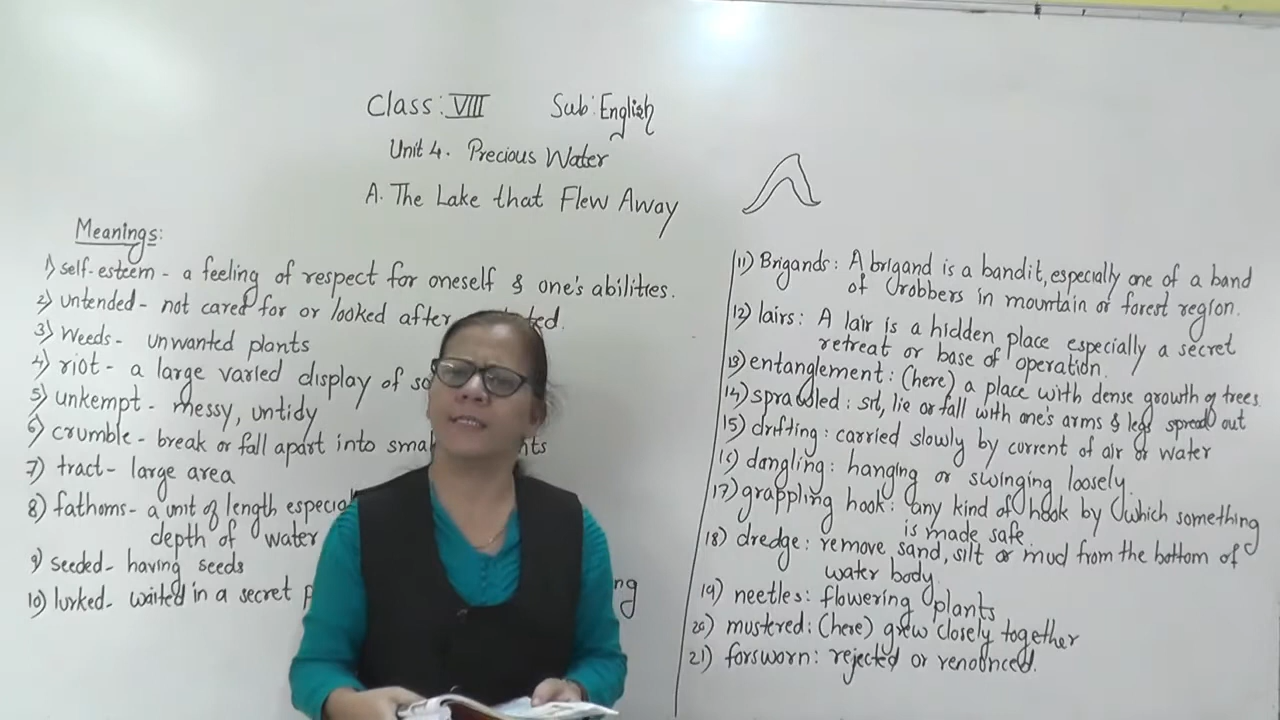 Class: VIII Sub: English
Unit 4. Precious Water
A. The Lake that Flew Away
Meanings:
1) self-esteem - a feeling of respect for oneself & one's abilities.
2) untended - not cared for or looked after
3) Weeds - unwanted plants
4) riot - a large varied display of
5) unkempt - messy, untidy
6) crumble - break or fall apart into
7) tract - large area
8) fathoms - a unit of length
depth of water
9) seeded - having seeds
10) lurked - waited in a secret
11) Brigands: A brigand is a bandit, especially one of a band
of robbers in mountain or forest region.
12) lairs: A lair is a hidden place especially a secret
retreat or base of operation.
13) entanglement: (here) a place with dense growth of trees
14) sprawled: sit, lie or fall with one's arms & legs spread out
15) drifting: carried slowly by current of air or water
16) dangling: hanging or swinging loosely.
17) grappling hook: any kind of hook by which something
is made safe.
18) dredge: remove sand, silt or mud from the bottom of
water body.
19) neetles: flowering plants
20) mustered: (here) grew closely together
21) forsworn: rejected or renounced.